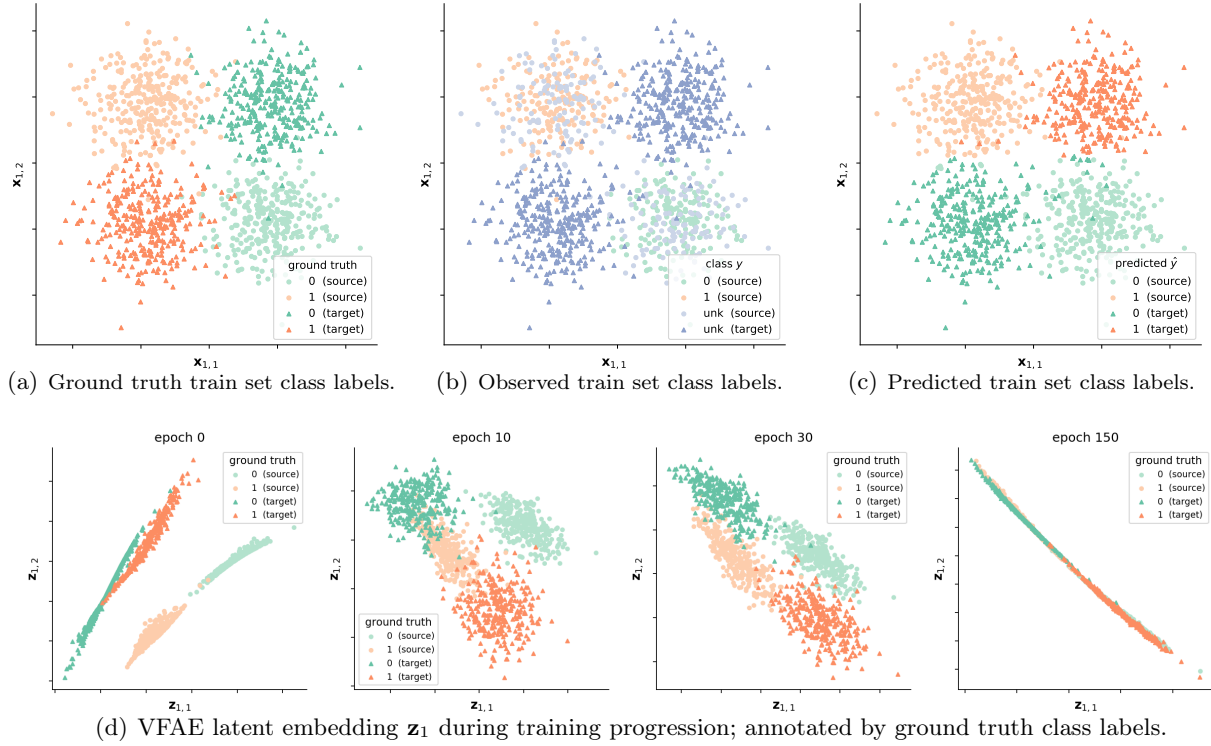 x1,2
ground truth
0 (source)
1 (source)
0 (target)
1 (target)
x1,1
(a) Ground truth train set class labels.
x1,2
class y
0 (source)
1 (source)
unk (source)
unk (target)
x1,1
(b) Observed train set class labels.
x1,2
predicted ŷ
0 (source)
1 (source)
0 (target)
1 (target)
x1,1
(c) Predicted train set class labels.
epoch 0
z1,2
ground truth
0 (source)
1 (source)
0 (target)
1 (target)
z1,1
epoch 10
z1,2
ground truth
0 (source)
1 (source)
0 (target)
1 (target)
z1,1
epoch 30
z1,2
ground truth
0 (source)
1 (source)
0 (target)
1 (target)
z1,1
epoch 150
z1,2
ground truth
0 (source)
1 (source)
0 (target)
1 (target)
z1,1
(d) VFAE latent embedding z1 during training progression; annotated by ground truth class labels.